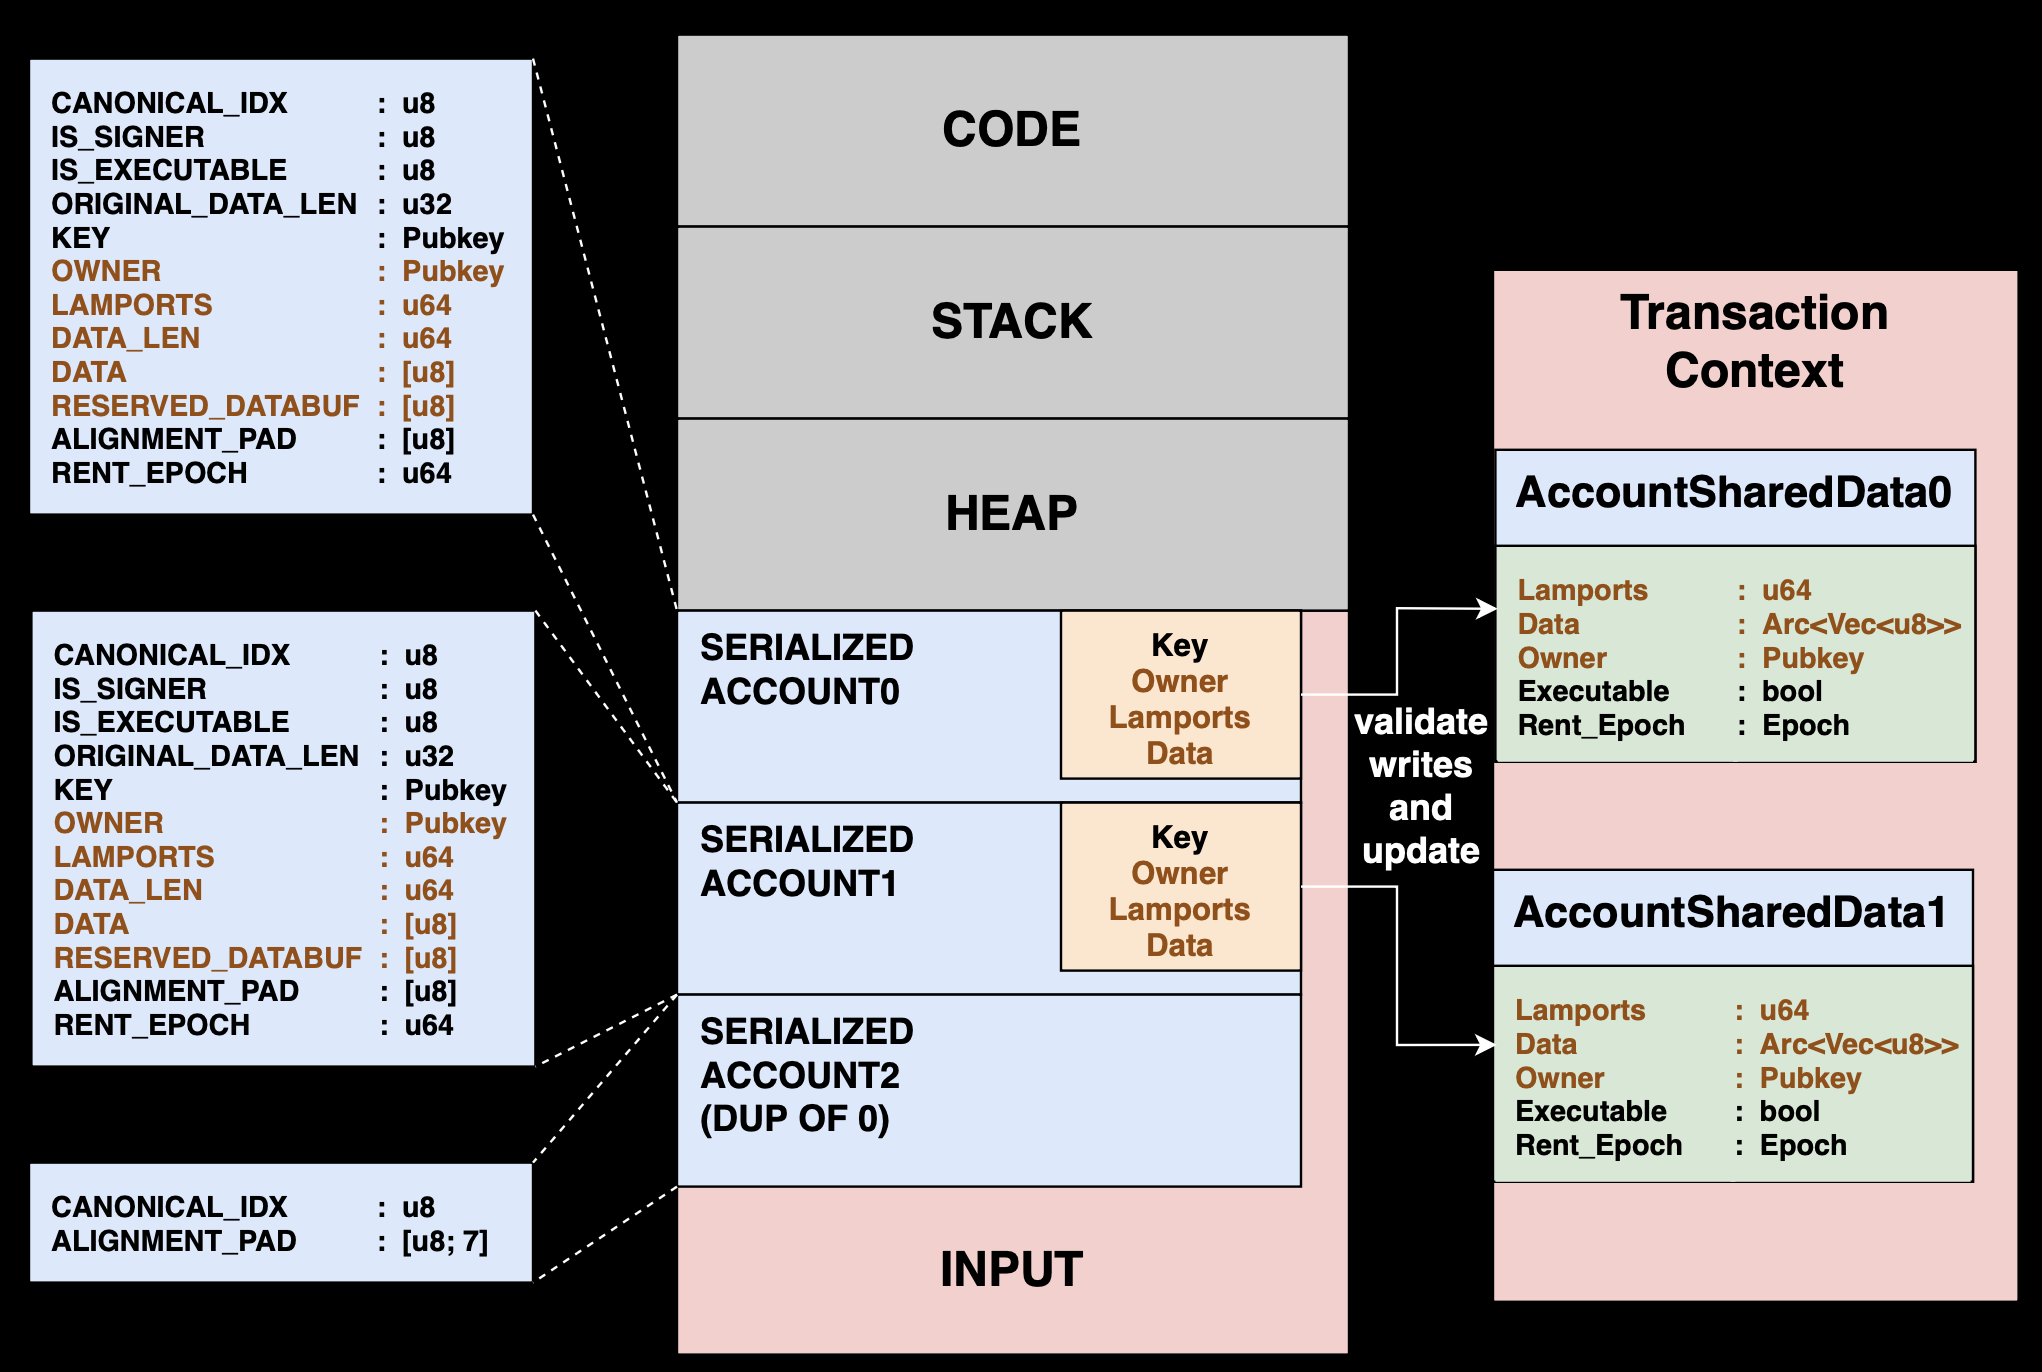 CANONICAL_IDX : u8
IS_SIGNER : u8
IS_EXECUTABLE : u8
ORIGINAL_DATA_LEN : u32
KEY : Pubkey
OWNER : Pubkey
LAMPORTS : u64
DATA_LEN : u64
DATA : [u8]
RESERVED_DATABUF : [u8]
ALIGNMENT_PAD : [u8]
RENT_EPOCH : u64
CANONICAL_IDX : u8
IS_SIGNER : u8
IS_EXECUTABLE : u8
ORIGINAL_DATA_LEN : u32
KEY : Pubkey
OWNER : Pubkey
LAMPORTS : u64
DATA_LEN : u64
DATA : [u8]
RESERVED_DATABUF : [u8]
ALIGNMENT_PAD : [u8]
RENT_EPOCH : u64
CANONICAL_IDX : u8
ALIGNMENT_PAD : [u8; 7]
CODE
STACK
HEAP
SERIALIZED
ACCOUNT0
Key
Owner
Lamports
Data
SERIALIZED
ACCOUNT1
Key
Owner
Lamports
Data
SERIALIZED
ACCOUNT2
(DUP OF 0)
INPUT
validate
writes
and
update
Transaction
Context
AccountSharedData0
Lamports : u64
Data : Arc<Vec<u8>>
Owner : Pubkey
Executable : bool
Rent_Epoch : Epoch
AccountSharedData1
Lamports : u64
Data : Arc<Vec<u8>>
Owner : Pubkey
Executable : bool
Rent_Epoch : Epoch